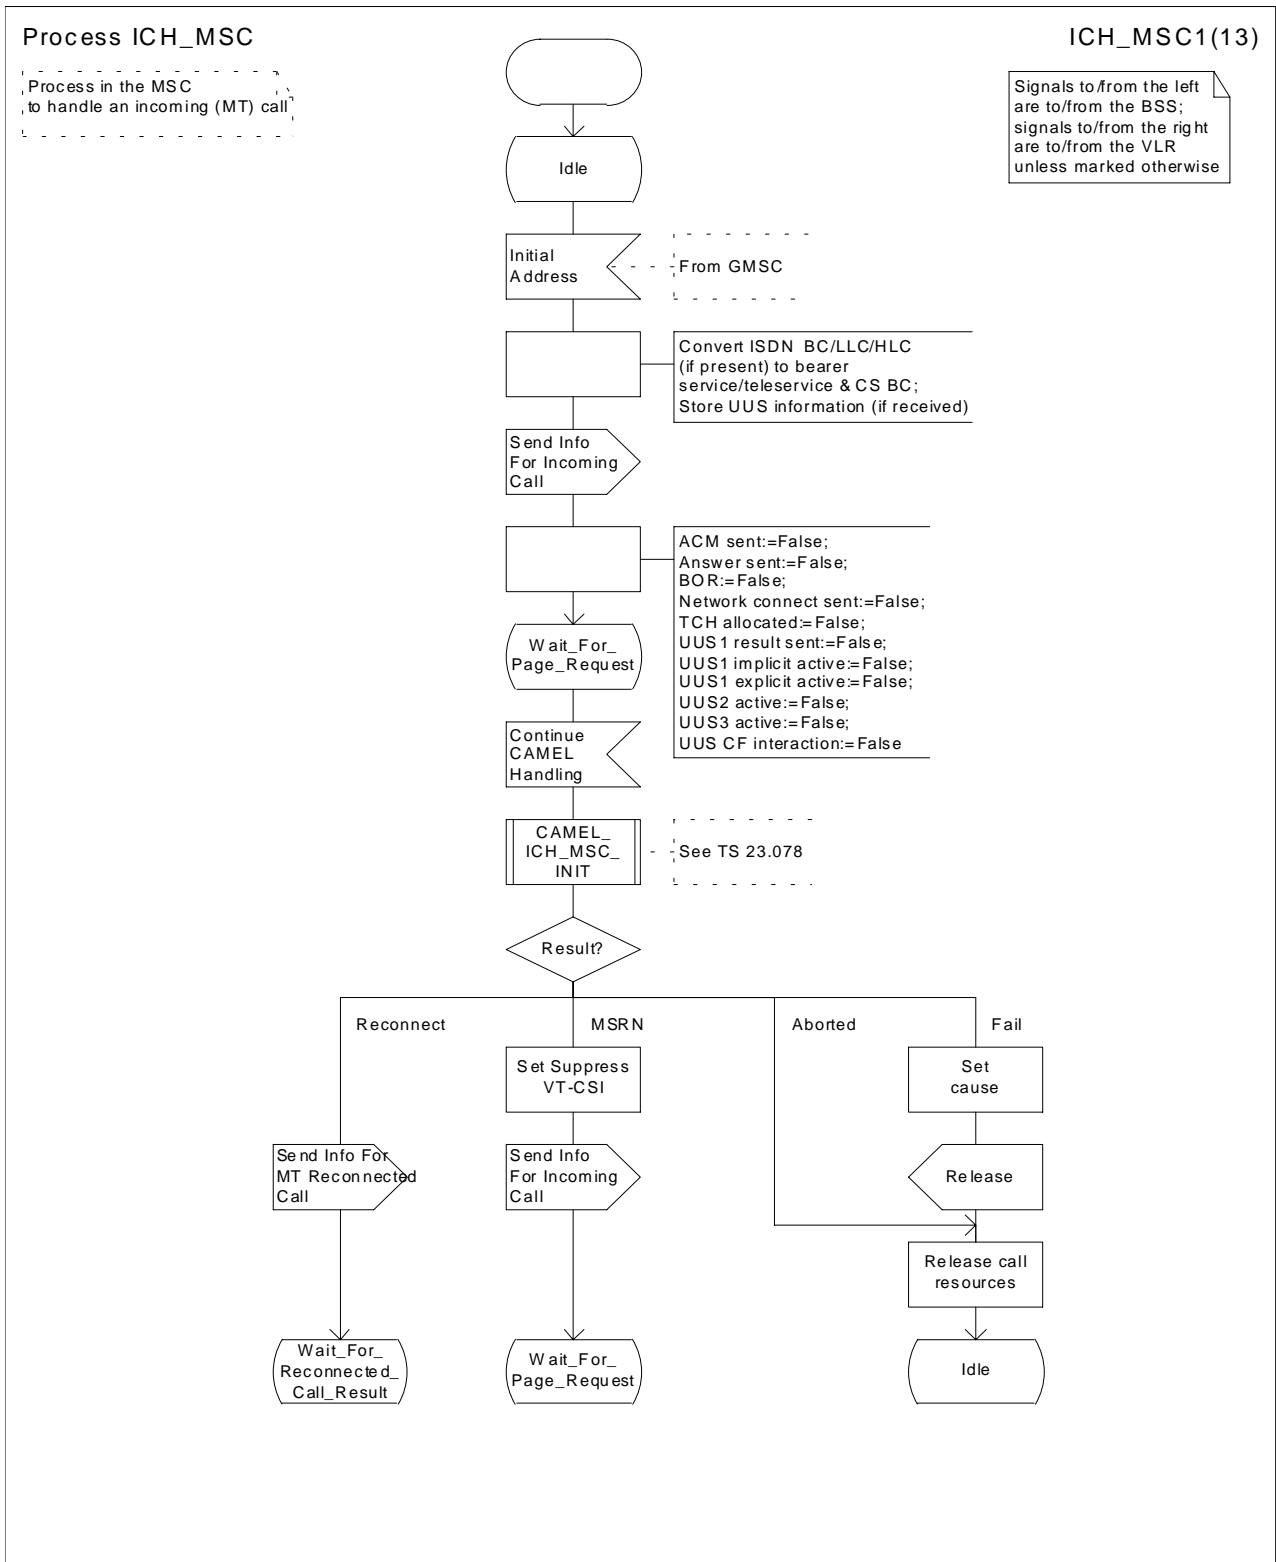 Process ICH_MSC
ICH_MSC1(13)
Process in the MSC
to handle an incoming (MT) call
Signals to/from the left
are to/from the BSS;
signals to/from the right
are to/from the VLR
unless marked otherwise
Idle
Initial
Address
From GMSC
Convert ISDN BC/LLC/HLC
(if present) to bearer
service/teleservice & CS BC;
Store UUS information (if received)
Send Info
For Incoming
Call
ACM sent:=False;
Answer sent:=False;
BOR:=False;
Network connect sent:=False;
TCH allocated:=False;
UUS1 result sent:=False;
UUS1 implicit active:=False;
UUS1 explicit active:=False;
UUS2 active:=False;
UUS3 active:=False;
UUS CF interaction:=False
Wait_For_
Page_Request
Continue
CAMEL
Handling
CAMEL_
ICH_MSC_
INIT
See TS 23.078
Result?
Reconnect
MSRN
Aborted
Fail
Set Suppress
VT-CSI
Set
cause
Send Info For
MT Reconnected
Call
Send Info
For Incoming
Call
Release
Release call
resources
Wait_For_
Reconnected_
Call_Result
Wait_For_
Page_Request
Idle